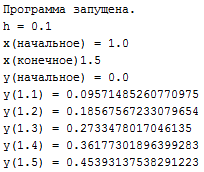 Программа запущена.
h = 0.1
x(начальное) = 1.0
x(конечное)1.5
y(начальное) = 0.0
y(1.1) = 0.09571485260770975
y(1.2) = 0.18567567233079654
y(1.3) = 0.2733478017046135
y(1.4) = 0.36177301896399283
y(1.5) = 0.45393137538291223